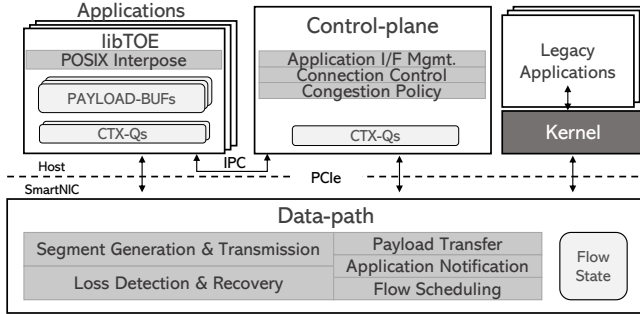 Applications
libTOE
POSIX Interpose
PAYLOAD-BUFs
CTX-Qs
Control-plane
Application I/F Mgmt.
Connection Control
Congestion Policy
CTX-Qs
Legacy
Applications
Kernel
IPC
Host
PCIe
SmartNIC
Data-path
Segment Generation & Transmission
Loss Detection & Recovery
Payload Transfer
Application Notification
Flow Scheduling
Flow
State